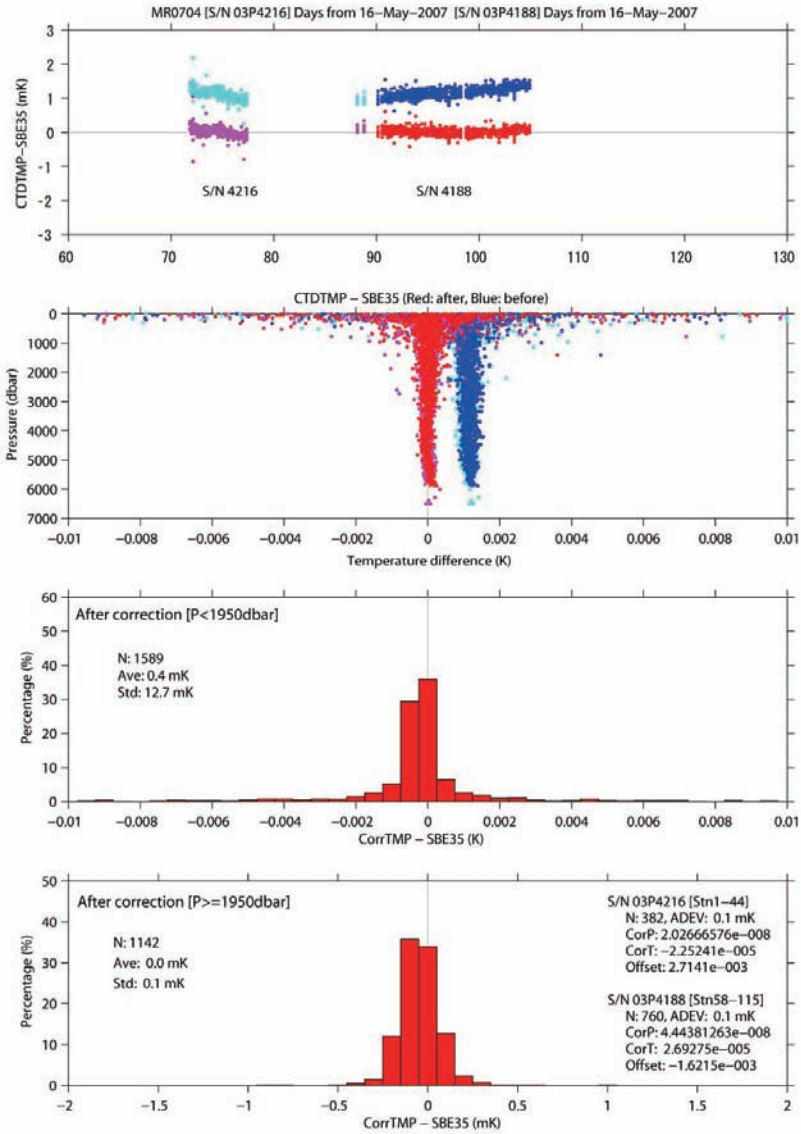 MR0704 [S/N 03P4216] Days from 16−May−2007 [S/N 03P4188] Days from 16−May−2007
3
2
1
0
−1
−2
−3
CTDTMP−SBE35 (mK)
S/N 4216
S/N 4188
60 70 80 90 100 110 120 130
CTDTMP − SBE35 (Red: after, Blue: before)
0
1000
2000
3000
4000
5000
6000
7000
Pressure (dbar)
−0.01 −0.008 −0.006 −0.004 −0.002 0 0.002 0.004 0.006 0.008 0.01
Temperature difference (K)
60
50
40
30
20
10
0
Percentage (%)
After correction [P<1950dbar]
N: 1589
Ave: 0.4 mK
Std: 12.7 mK
−0.01 −0.008 −0.006 −0.004 −0.002 0 0.002 0.004 0.006 0.008 0.01
CorrTMP − SBE35 (K)
50
40
30
20
10
0
Percentage (%)
After correction [P>=1950dbar]
N: 1142
Ave: 0.0 mK
Std: 0.1 mK
S/N 03P4216 [Stn1−44]
N: 382, ADEV: 0.1 mK
CorP: 2.02666576e−008
CorT: −2.25241e−005
Offset: 2.7141e−003
S/N 03P4188 [Stn58−115]
N: 760, ADEV: 0.1 mK
CorP: 4.44381263e−008
CorT: 2.69275e−005
Offset: −1.6215e−003
−2 −1.5 −1 −0.5 0 0.5 1 1.5 2
CorrTMP − SBE35 (mK)